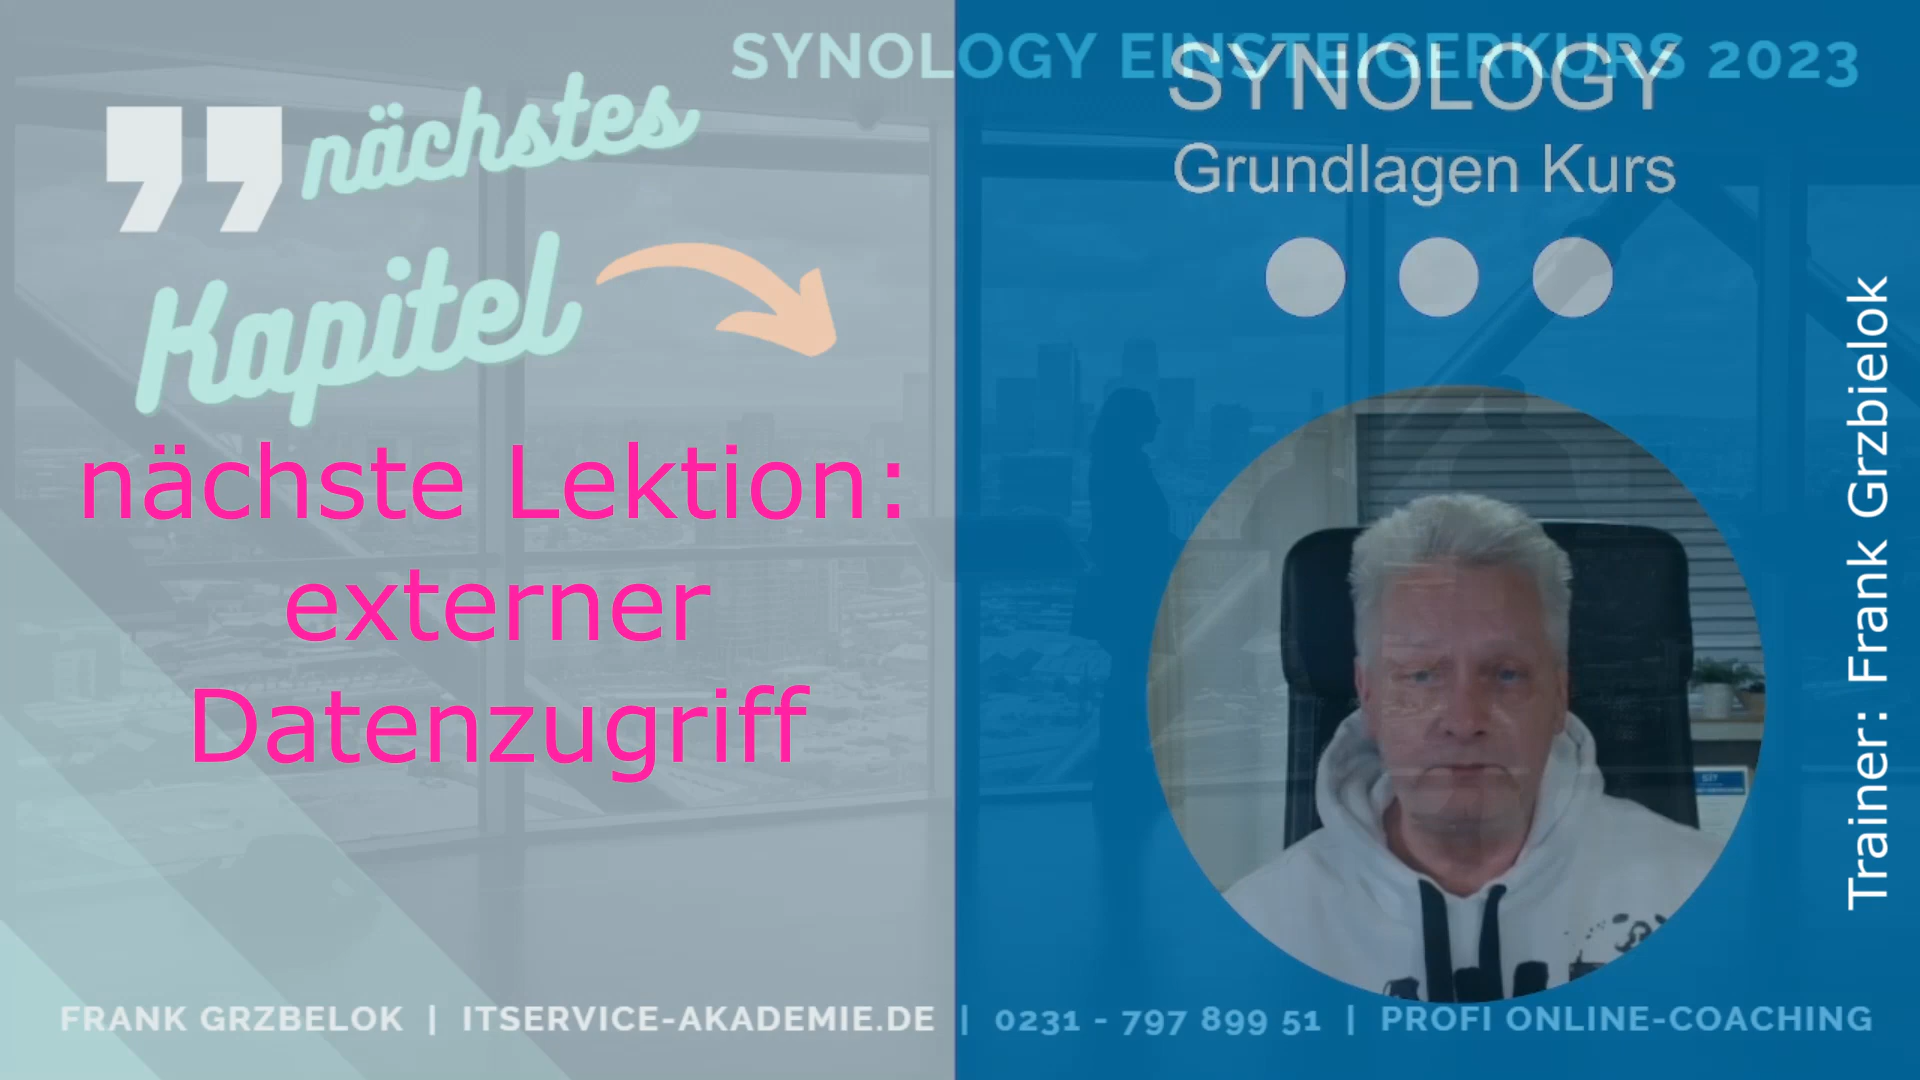 SYNOLOGY EINSTEIGERKURS 2023
SYNOLOGY
Grundlagen Kurs
nächstes
Kapitel
nächste Lektion:
externer
Datenzugriff
Trainer: Frank Grzbielok
FRANK GRZBELOK | ITSERVICE-AKADEMIE.DE | 0231 - 797 899 51 | PROFI ONLINE-COACHING